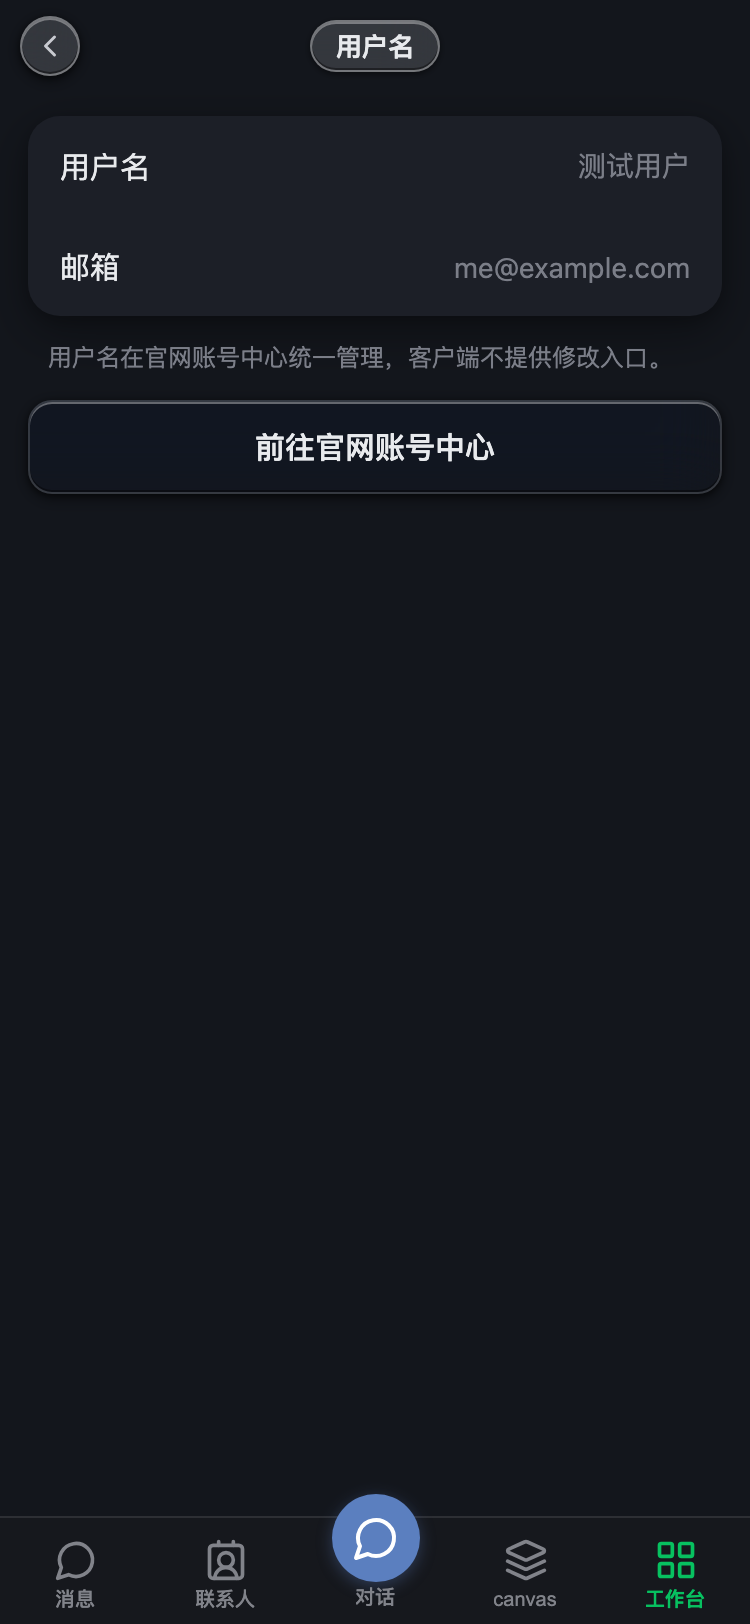 用户名
用户名
测试用户
邮箱
me@example.com
用户名在官网账号中心统一管理，客户端不提供修改入口。
前往官网账号中心
消息
联系人
对话
canvas
工作台